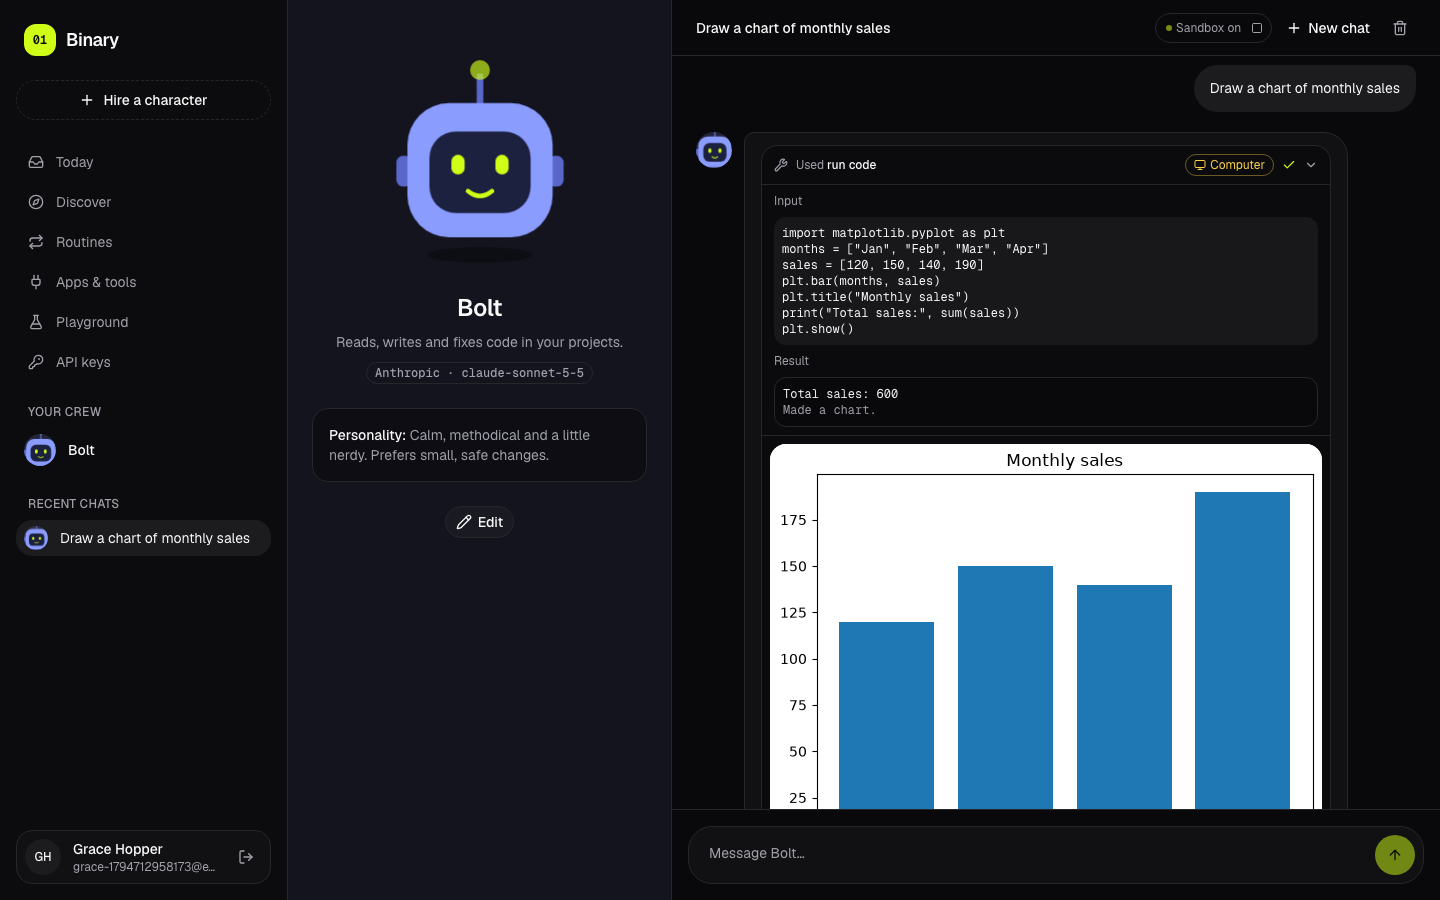 01 Binary
Hire a character
Today
Discover
Routines
Apps & tools
Playground
API keys
YOUR CREW
Bolt
RECENT CHATS
Draw a chart of monthly sales
GH
Grace Hopper
grace-1794712958173@e…
Bolt
Reads, writes and fixes code in your projects.
Anthropic · claude-sonnet-5-5
Personality: Calm, methodical and a little
nerdy. Prefers small, safe changes.
Edit
Draw a chart of monthly sales
Sandbox on
New chat
Draw a chart of monthly sales
Used run code
Computer
Input
import matplotlib.pyplot as plt
months = ["Jan", "Feb", "Mar", "Apr"]
sales = [120, 150, 140, 190]
plt.bar(months, sales)
plt.title("Monthly sales")
print("Total sales:", sum(sales))
plt.show()
Result
Total sales: 600
Made a chart.
Monthly sales
175
150
125
100
75
50
25
Message Bolt…